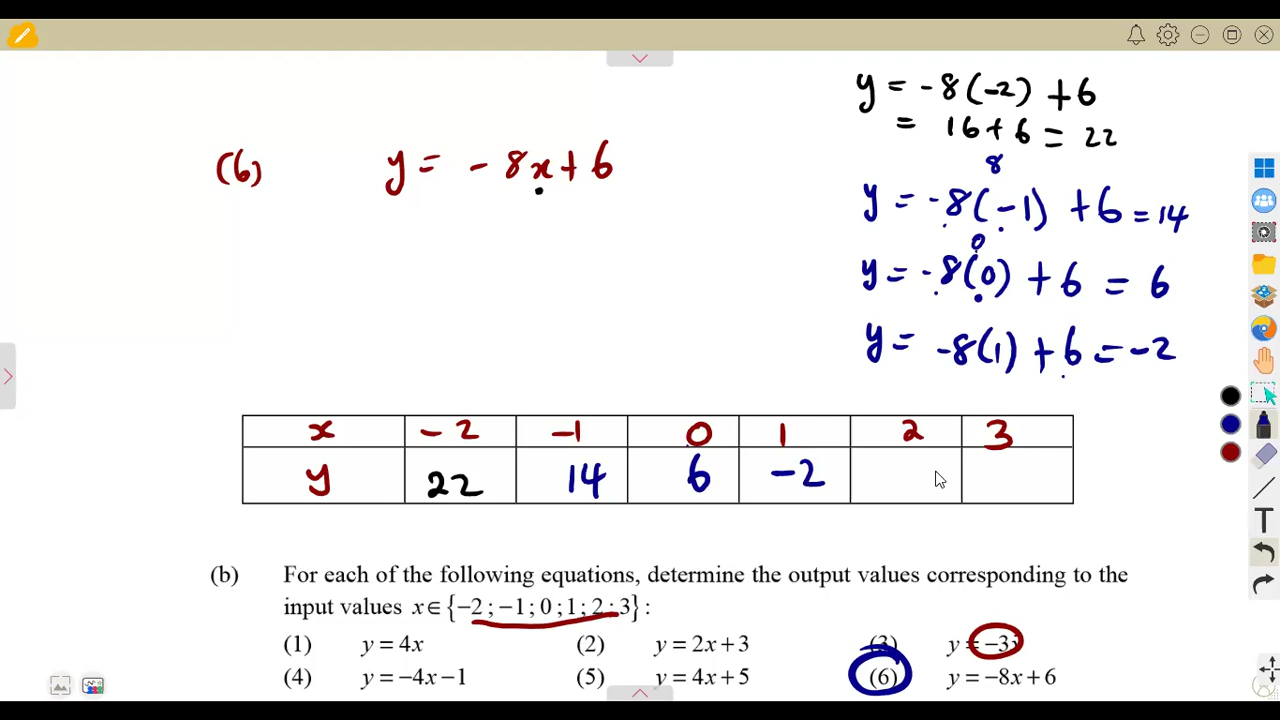 y = -8(-2) + 6
= 16 + 6 = 22
(6) y = -8x + 6
8
y = -8(-1) + 6 = 14
0
y = -8(0) + 6 = 6
y = -8(1) + 6 = -2
x -2 -1 0 1 2 3
y 22 14 6 -2
(b) For each of the following equations, determine the output values corresponding to the
input values x∈{−2 ; −1 ; 0 ; 1 ; 2 ; 3} :
(1) y = 4x (2) y = 2x + 3 (3) y = −3x
(4) y = −4x − 1 (5) y = 4x + 5 (6) y = −8x + 6
T